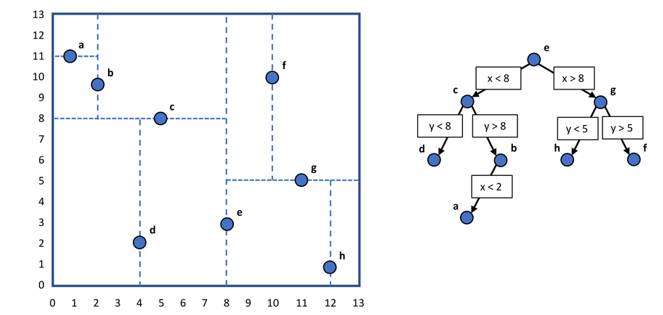 13
12
11
10
9
8
7
6
5
4
3
2
1
0
0 1 2 3 4 5 6 7 8 9 10 11 12 13
a
b
c
d
e
f
g
h
e
x < 8 x > 8
c g
y < 8 y > 8 y < 5 y > 5
d b h f
x < 2
a